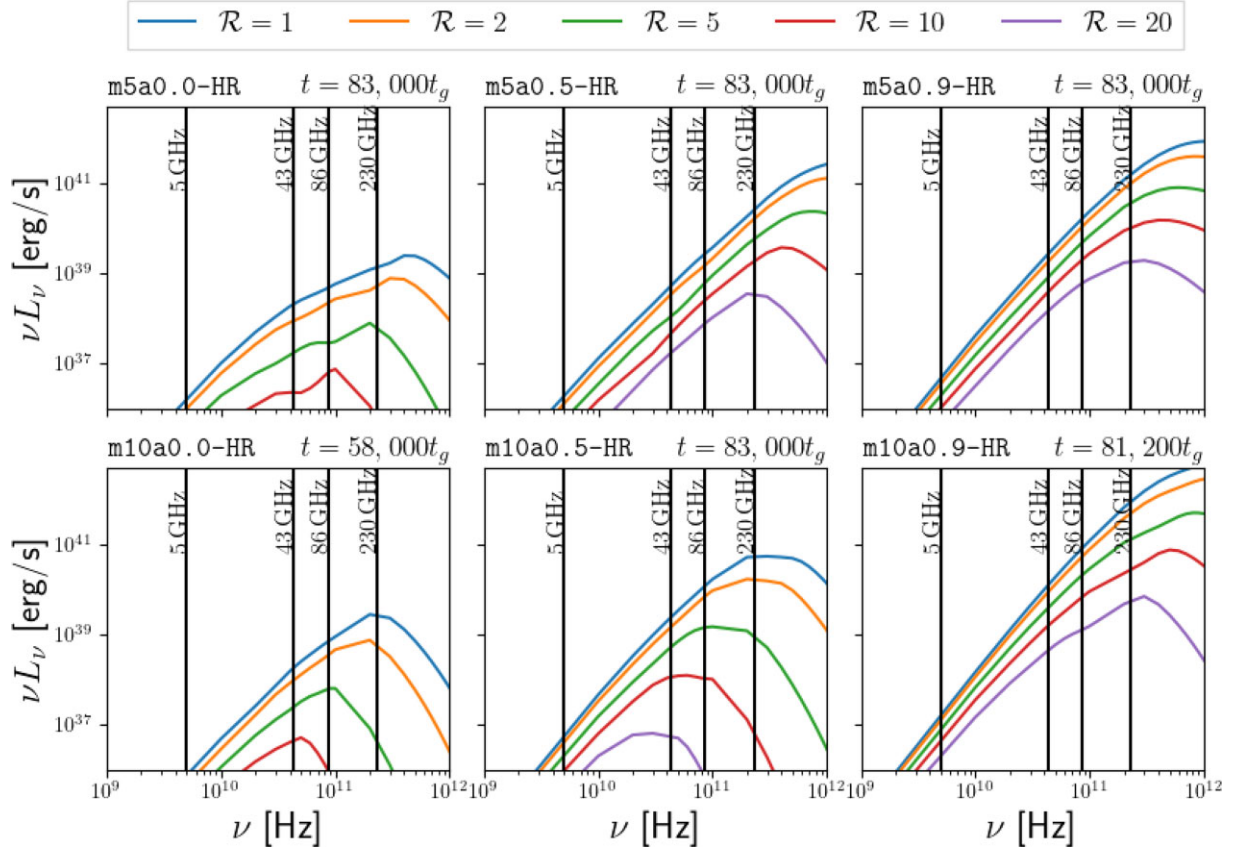 R = 1 R = 2 R = 5 R = 10 R = 20
m5a0.0-HR t = 83, 000t_g m5a0.5-HR t = 83, 000t_g m5a0.9-HR t = 83, 000t_g
5 GHz 43 GHz 86 GHz 230 GHz 5 GHz 43 GHz 86 GHz 230 GHz 5 GHz 43 GHz 86 GHz 230 GHz
νL_ν [erg/s]
10^41
10^39
10^37
m10a0.0-HR t = 58, 000t_g m10a0.5-HR t = 83, 000t_g m10a0.9-HR t = 81, 200t_g
5 GHz 43 GHz 86 GHz 230 GHz 5 GHz 43 GHz 86 GHz 230 GHz 5 GHz 43 GHz 86 GHz 230 GHz
νL_ν [erg/s]
10^41
10^39
10^37
10^9 10^10 10^11 10^12 10^10 10^11 10^12 10^10 10^11 10^12
ν [Hz] ν [Hz] ν [Hz]